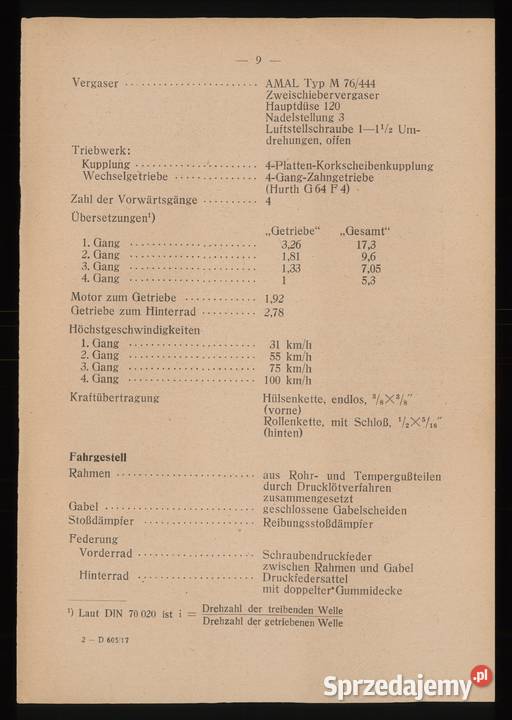 — 9 —
Vergaser . . . . . . . . . . . . . . . . . . . . . . AMAL Typ M 76/444
Zweischiebervergaser
Hauptdüse 120
Nadelstellung 3
Luftstellschraube 1—1¹/₂ Um-
drehungen, offen
Triebwerk:
Kupplung . . . . . . . . . . . . . . . . . . . . 4-Platten-Korkscheibenkupplung
Wechselgetriebe . . . . . . . . . . . . . . 4-Gang-Zahngetriebe
(Hurth G 64 F 4)
Zahl der Vorwärtsgänge . . . . . . . . . 4
Übersetzungen¹)
„Getriebe“ „Gesamt“
1. Gang . . . . . . . . . . . . . . . . . . . . . 3,26 17,3
2. Gang . . . . . . . . . . . . . . . . . . . . . 1,81 9,6
3. Gang . . . . . . . . . . . . . . . . . . . . . 1,33 7,05
4. Gang . . . . . . . . . . . . . . . . . . . . . 1 5,3
Motor zum Getriebe . . . . . . . . . . . . 1,92
Getriebe zum Hinterrad . . . . . . . . . 2,78
Höchstgeschwindigkeiten
1. Gang . . . . . . . . . . . . . . . . . . . . . 31 km/h
2. Gang . . . . . . . . . . . . . . . . . . . . . 55 km/h
3. Gang . . . . . . . . . . . . . . . . . . . . . 75 km/h
4. Gang . . . . . . . . . . . . . . . . . . . . . 100 km/h
Kraftübertragung Hülsenkette, endlos, ³/₈×³/₈″
(vorne)
Rollenkette, mit Schloß, ¹/₂×⁵/₁₆″
(hinten)
Fahrgestell
Rahmen . . . . . . . . . . . . . . . . . . . . . . . aus Rohr- und Tempergußteilen
durch Drucklötverfahren
zusammengesetzt
Gabel . . . . . . . . . . . . . . . . . . . . . . . . . geschlossene Gabelscheiden
Stoßdämpfer . . . . . . . . . . . . . . . . . . Reibungsstoßdämpfer
Federung
Vorderrad . . . . . . . . . . . . . . . . . . . Schraubendruckfeder
zwischen Rahmen und Gabel
Hinterrad . . . . . . . . . . . . . . . . . . . Druckfedersattel
mit doppelter Gummidecke
¹) Laut DIN 70 020 ist i = Drehzahl der treibenden Welle
Drehzahl der getriebenen Welle
2 — D 605/17
Sprzedajemy.pl